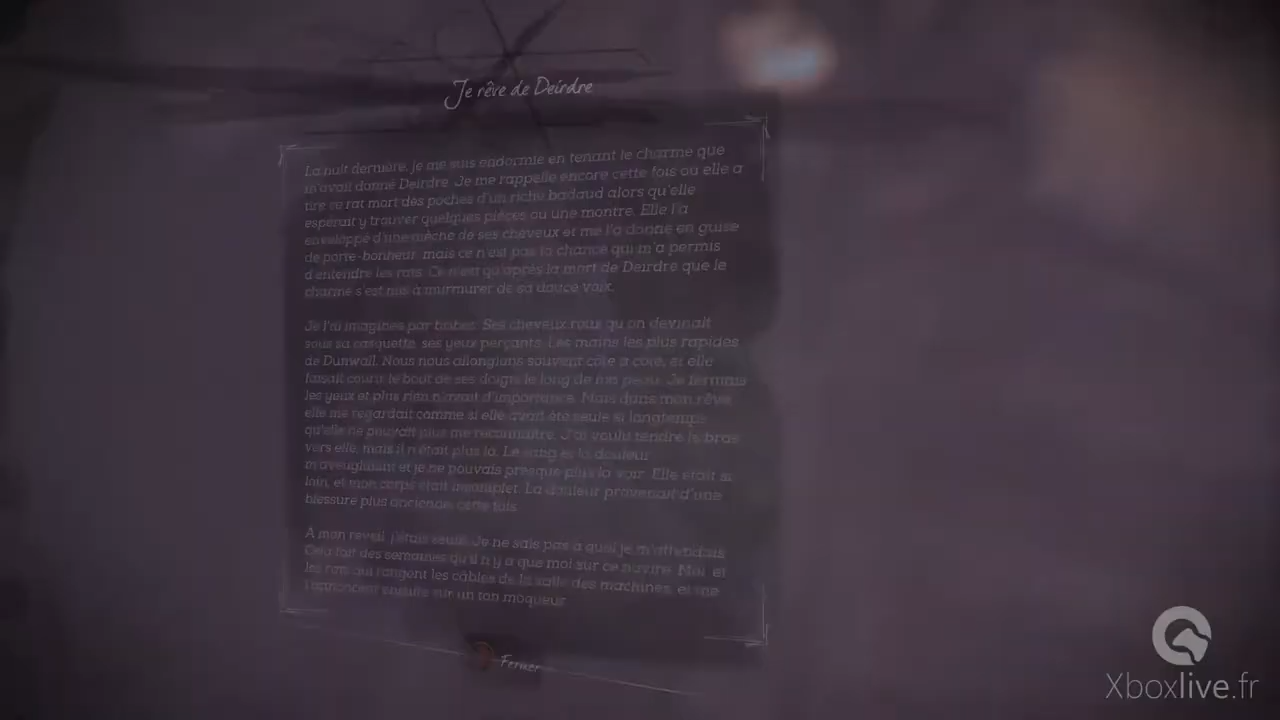 Je rêve de Deirdre
La nuit dernière, je me suis endormie en tenant le charme que
m'avait donné Deirdre. Je me rappelle encore cette fois où elle a
tiré ce rat mort des poches d'un riche badaud alors qu'elle
espérait y trouver quelques pièces ou une montre. Elle l'a
enveloppé d'une mèche de ses cheveux et me l'a donné en guise
de porte-bonheur, mais ce n'est pas la chance qui m'a permis
d'entendre les rats. Ce n'est qu'après la mort de Deirdre que le
charme s'est mis à murmurer de sa douce voix.
Je l'ai imaginée par bribes. Ses cheveux roux qu'on devinait
sous sa casquette, ses yeux perçants. Les mains les plus rapides
de Dunwall. Nous nous allongions souvent côte à côte, et elle
faisait courir le bout de ses doigts le long de ma peau. Je fermais
les yeux et plus rien n'avait d'importance. Mais dans mon rêve,
elle me regardait comme si elle avait été seule si longtemps
qu'elle ne pouvait plus me reconnaître. J'ai voulu tendre le bras
vers elle, mais il n'était plus là. Le sang et la douleur
m'aveuglaient et je ne pouvais presque plus la voir. Elle était si
loin, et mon corps était incomplet. La douleur provenait d'une
blessure plus ancienne, cette fois.
À mon réveil, j'étais seule. Je ne sais pas à quoi je m'attendais.
Cela fait des semaines qu'il n'y a que moi sur ce navire. Moi, et
les rats qui rongent les câbles de la salle des machines, et me
l'annoncent ensuite sur un ton moqueur.
Fermer
Xboxlive.fr